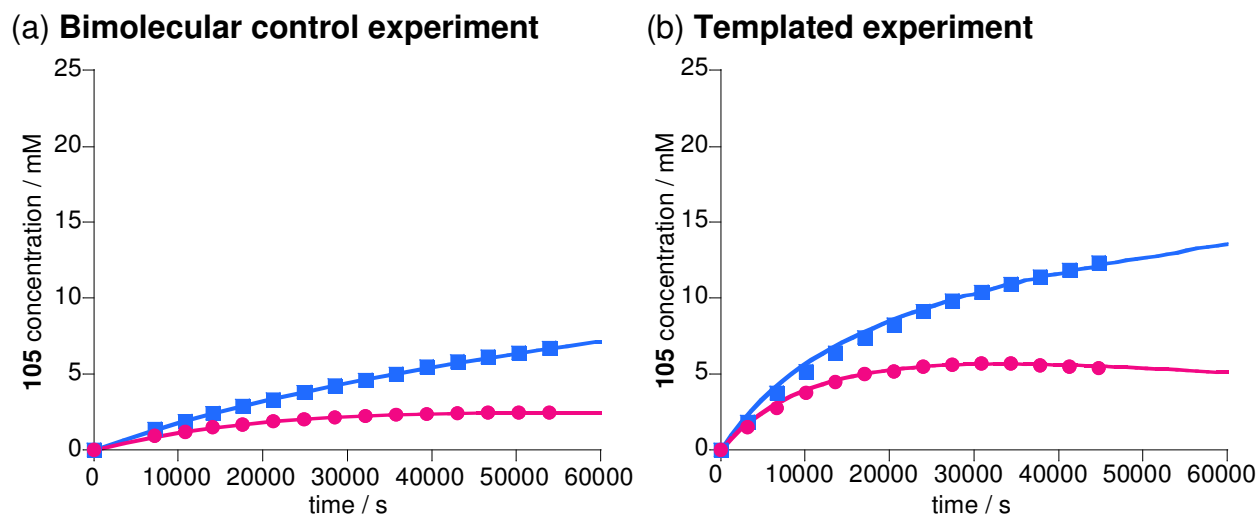 (a) Bimolecular control experiment
25
20
15
10
5
0
105 concentration / mM
0 10000 20000 30000 40000 50000 60000
time / s
(b) Templated experiment
25
20
15
10
5
0
105 concentration / mM
0 10000 20000 30000 40000 50000 60000
time / s